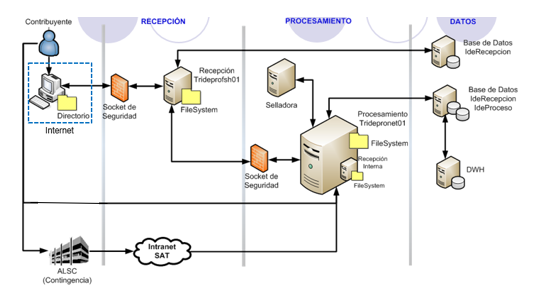 Contribuyente
RECEPCIÓN
PROCESAMIENTO
DATOS
Directorio
Internet
Socket de
Seguridad
Recepción
Trideprofsh01
FileSystem
Selladora
Socket de
Seguridad
Procesamiento
Tridepronet01
FileSystem
Recepción
Interna
FileSystem
Base de Datos
IdeRecepcion
Base de Datos
IdeRecepcion
IdeProceso
DWH
ALSC
(Contingencia)
Intranet
SAT